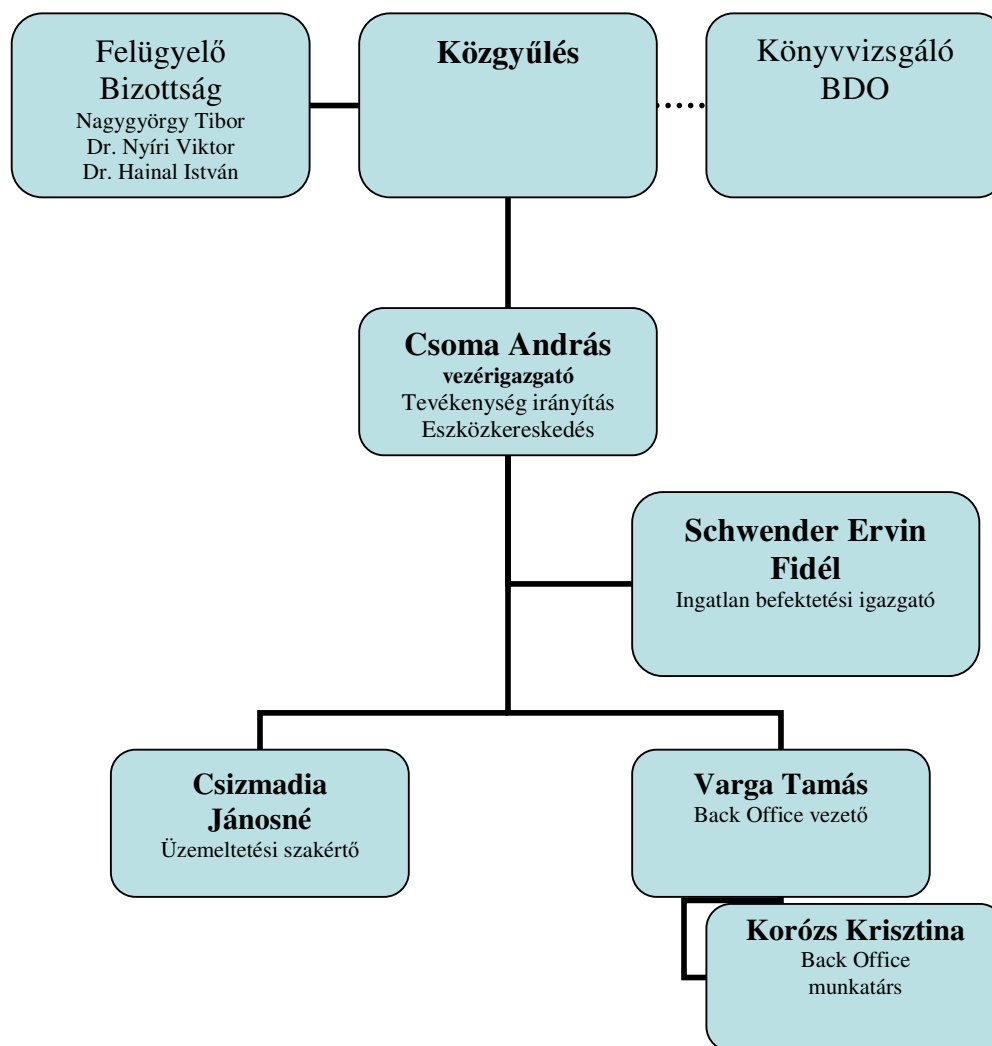 Felügyelő
Bizottság
Nagygyörgy Tibor
Dr. Nyíri Viktor
Dr. Hainal István
Közgyűlés
Könyvvizsgáló
BDO
Csoma András
vezérigazgató
Tevékenység irányítás
Eszközkereskedés
Schwender Ervin
Fidél
Ingatlan befektetési igazgató
Csizmadia
Jánosné
Üzemeltetési szakértő
Varga Tamás
Back Office vezető
Korózs Krisztina
Back Office
munkatárs